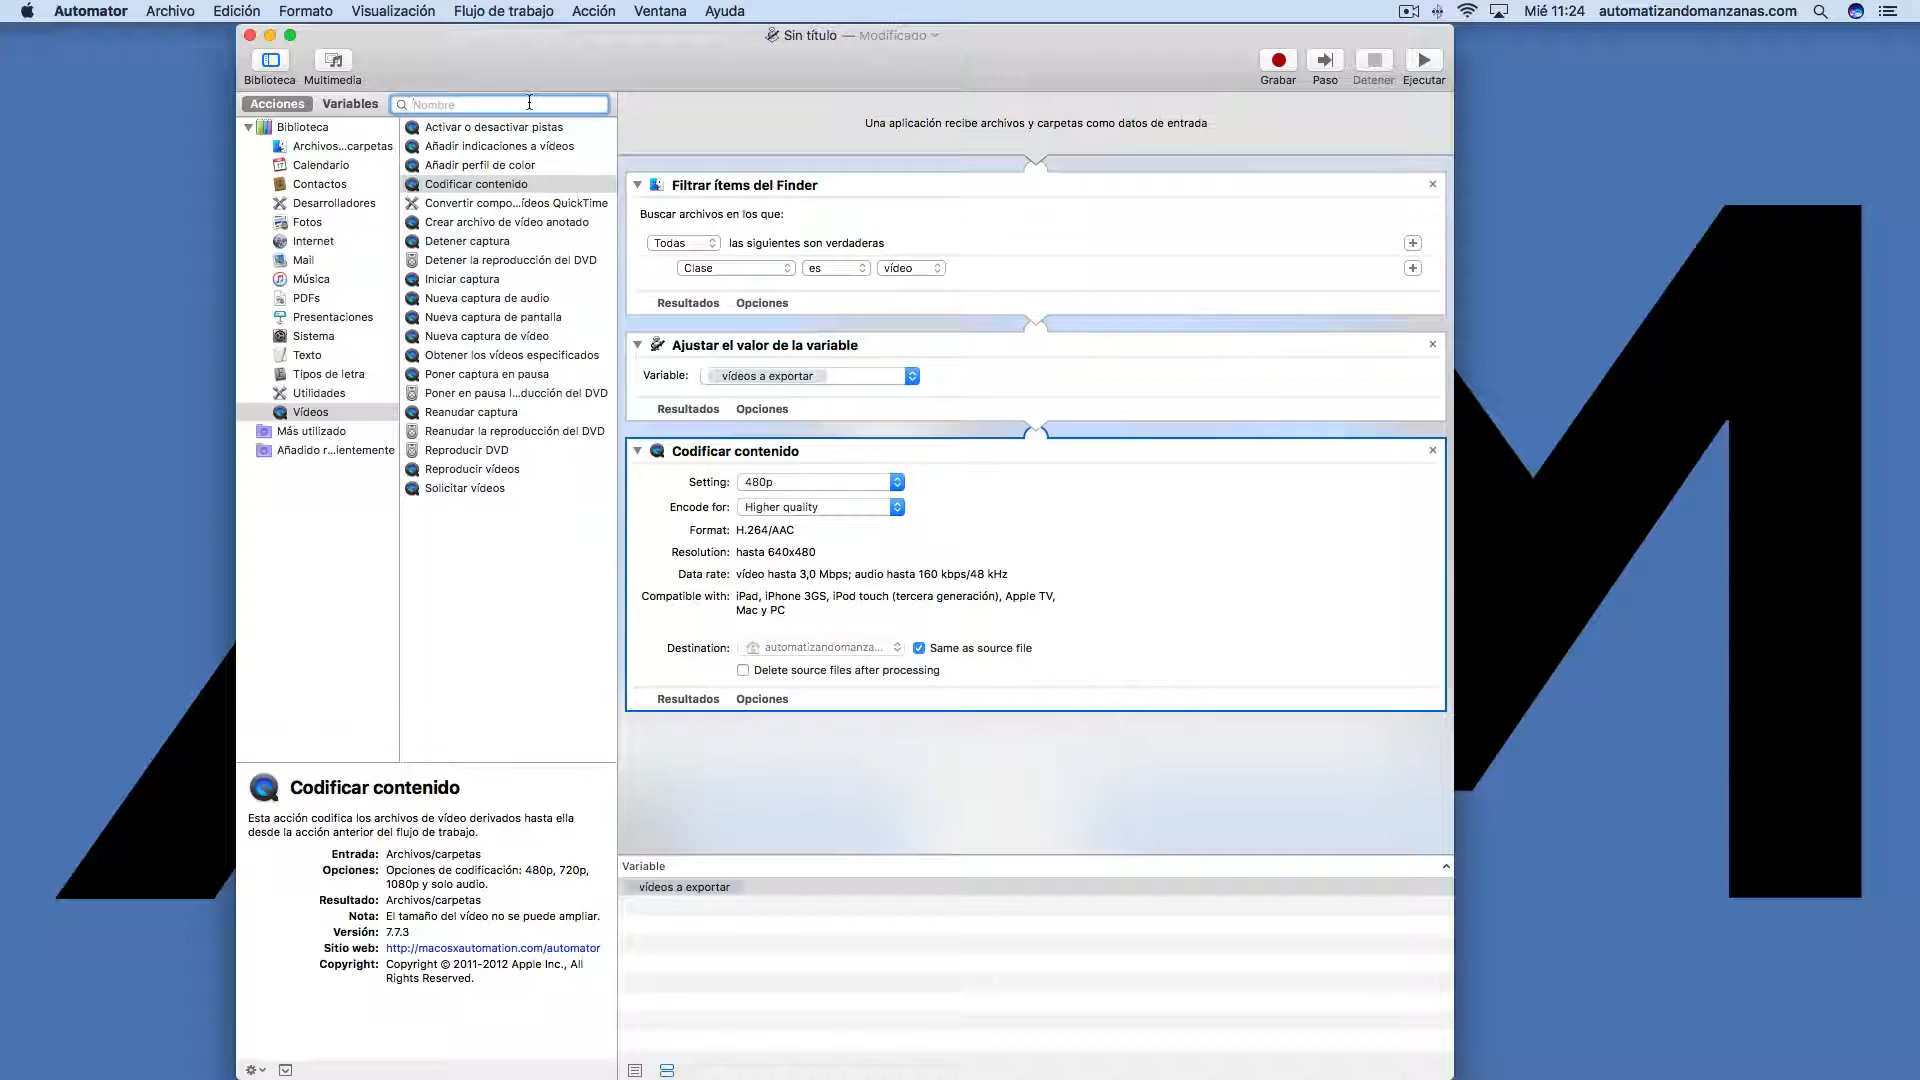 Automator Archivo Edición Formato Visualización Flujo de trabajo Acción Ventana Ayuda Mié 11:24 automatizandomanzanas.com
Sin título — Modificado
Biblioteca Multimedia Grabar Paso Detener Ejecutar
Acciones Variables Nombre
Biblioteca
Archivos...carpetas
Calendario
Contactos
Desarrolladores
Fotos
Internet
Mail
Música
PDFs
Presentaciones
Sistema
Texto
Tipos de letra
Utilidades
Vídeos
Más utilizado
Añadido r...ientemente
Activar o desactivar pistas
Añadir indicaciones a vídeos
Añadir perfil de color
Codificar contenido
Convertir compo...ídeos QuickTime
Crear archivo de vídeo anotado
Detener captura
Detener la reproducción del DVD
Iniciar captura
Nueva captura de audio
Nueva captura de pantalla
Nueva captura de vídeo
Obtener los vídeos especificados
Poner captura en pausa
Poner en pausa l...ducción del DVD
Reanudar captura
Reanudar la reproducción del DVD
Reproducir DVD
Reproducir vídeos
Solicitar vídeos
Codificar contenido
Esta acción codifica los archivos de vídeo derivados hasta ella
desde la acción anterior del flujo de trabajo.
Entrada: Archivos/carpetas
Opciones: Opciones de codificación: 480p, 720p,
1080p y solo audio.
Resultado: Archivos/carpetas
Nota: El tamaño del vídeo no se puede ampliar.
Versión: 7.7.3
Sitio web: http://macosxautomation.com/automator
Copyright: Copyright © 2011-2012 Apple Inc., All
Rights Reserved.
Una aplicación recibe archivos y carpetas como datos de entrada
Filtrar ítems del Finder
Buscar archivos en los que:
Todas las siguientes son verdaderas
Clase es vídeo
Resultados Opciones
Ajustar el valor de la variable
Variable: vídeos a exportar
Resultados Opciones
Codificar contenido
Setting: 480p
Encode for: Higher quality
Format: H.264/AAC
Resolution: hasta 640x480
Data rate: vídeo hasta 3,0 Mbps; audio hasta 160 kbps/48 kHz
Compatible with: iPad, iPhone 3GS, iPod touch (tercera generación), Apple TV,
Mac y PC
Destination: automatizandomanza... Same as source file
Delete source files after processing
Resultados Opciones
Variable
vídeos a exportar